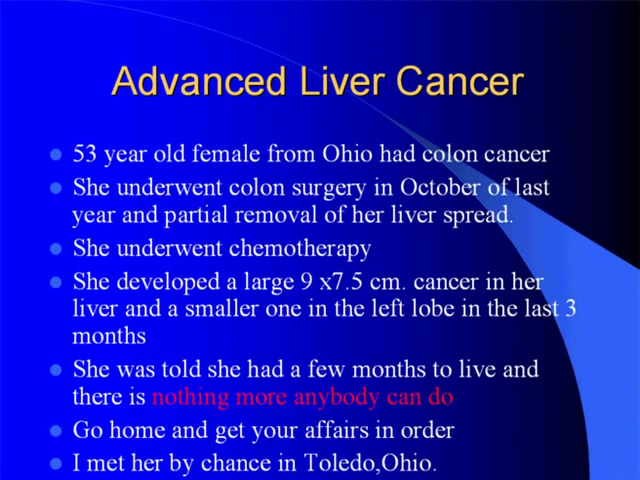 Advanced Liver Cancer
53 year old female from Ohio had colon cancer
She underwent colon surgery in October of last
year and partial removal of her liver spread.
She underwent chemotherapy
She developed a large 9 x7.5 cm. cancer in her
liver and a smaller one in the left lobe in the last 3
months
She was told she had a few months to live and
there is nothing more anybody can do
Go home and get your affairs in order
I met her by chance in Toledo,Ohio.